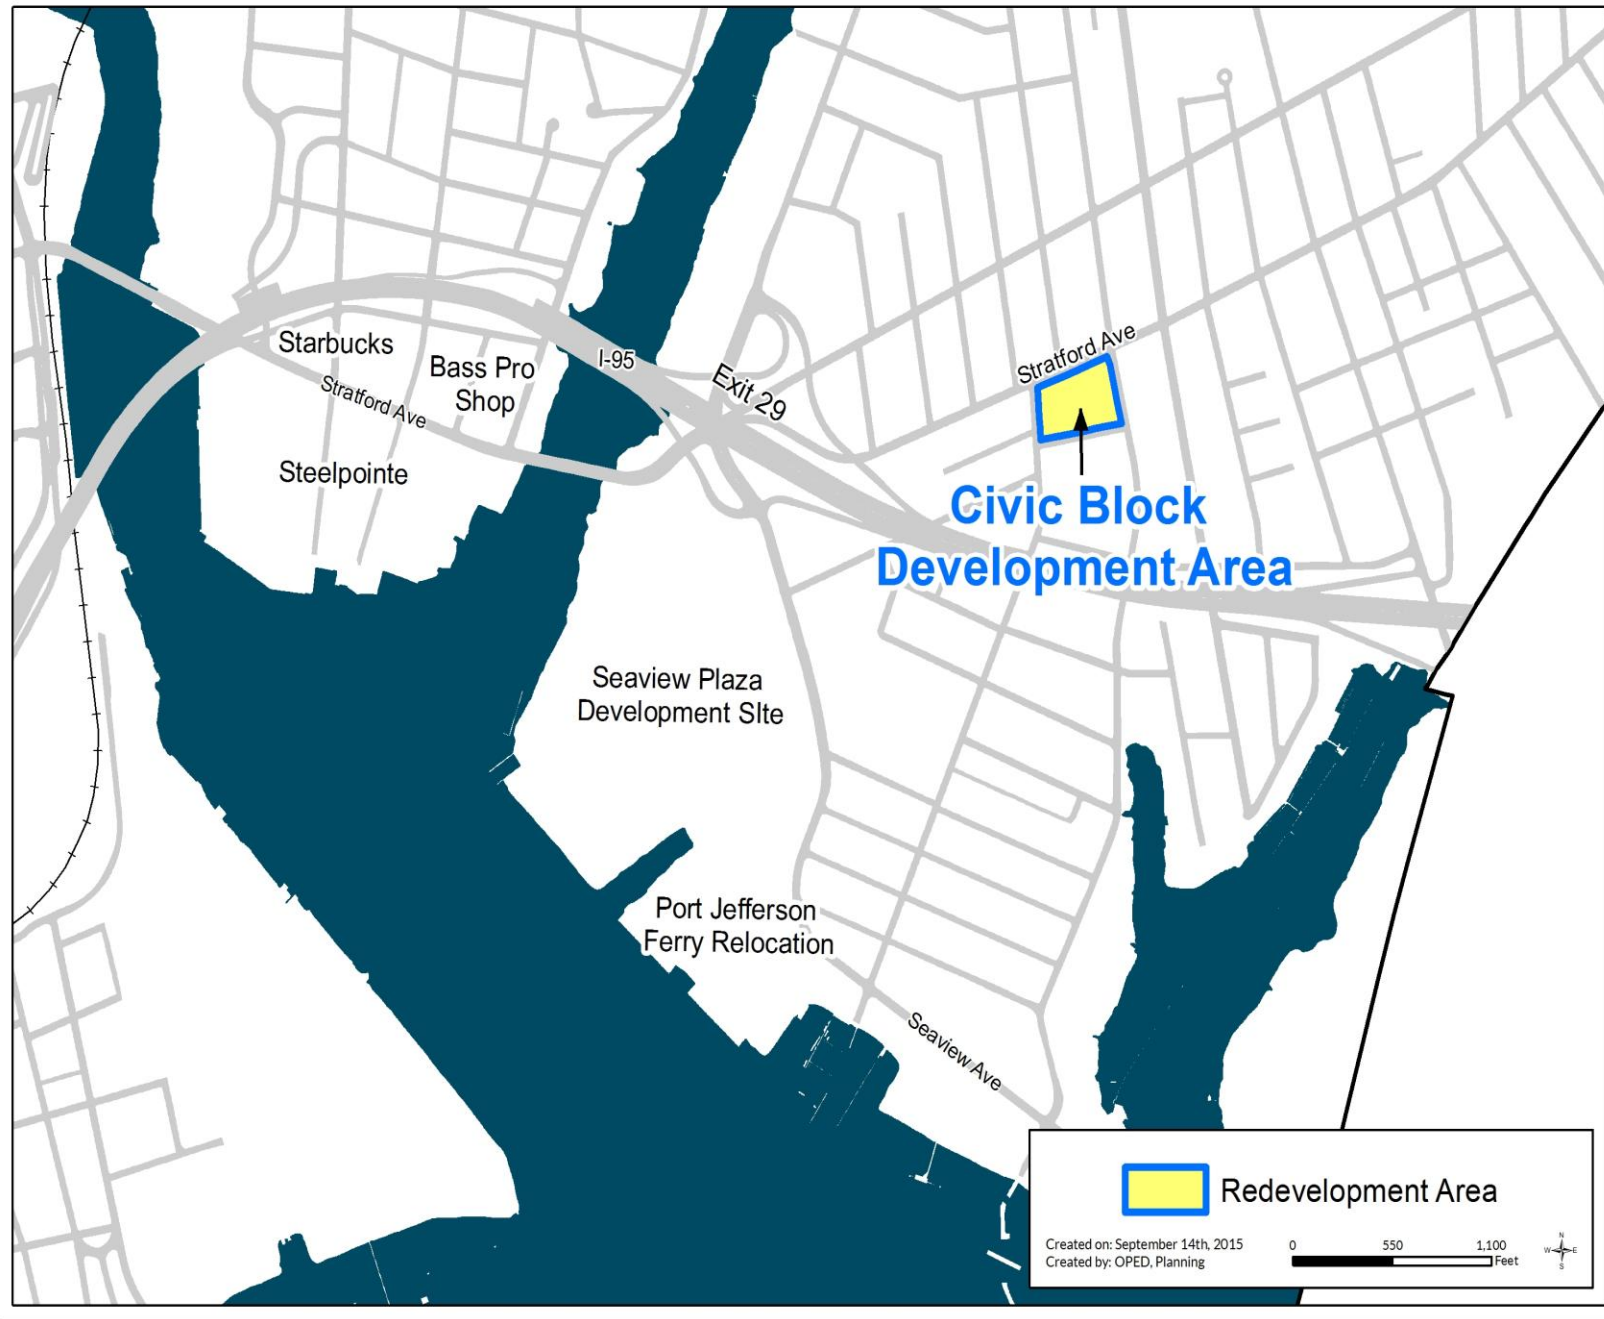 Stratford Ave
Starbucks
I-95
Bass Pro
Shop
Exit 29
Stratford Ave
Steelpointe
Civic Block
Development Area
Seaview Plaza
Development SIte
Port Jefferson
Ferry Relocation
Seaview Ave
Redevelopment Area
Created on: September 14th, 2015
Created by: OPED, Planning
0 550 1,100
Feet
N
W E
S